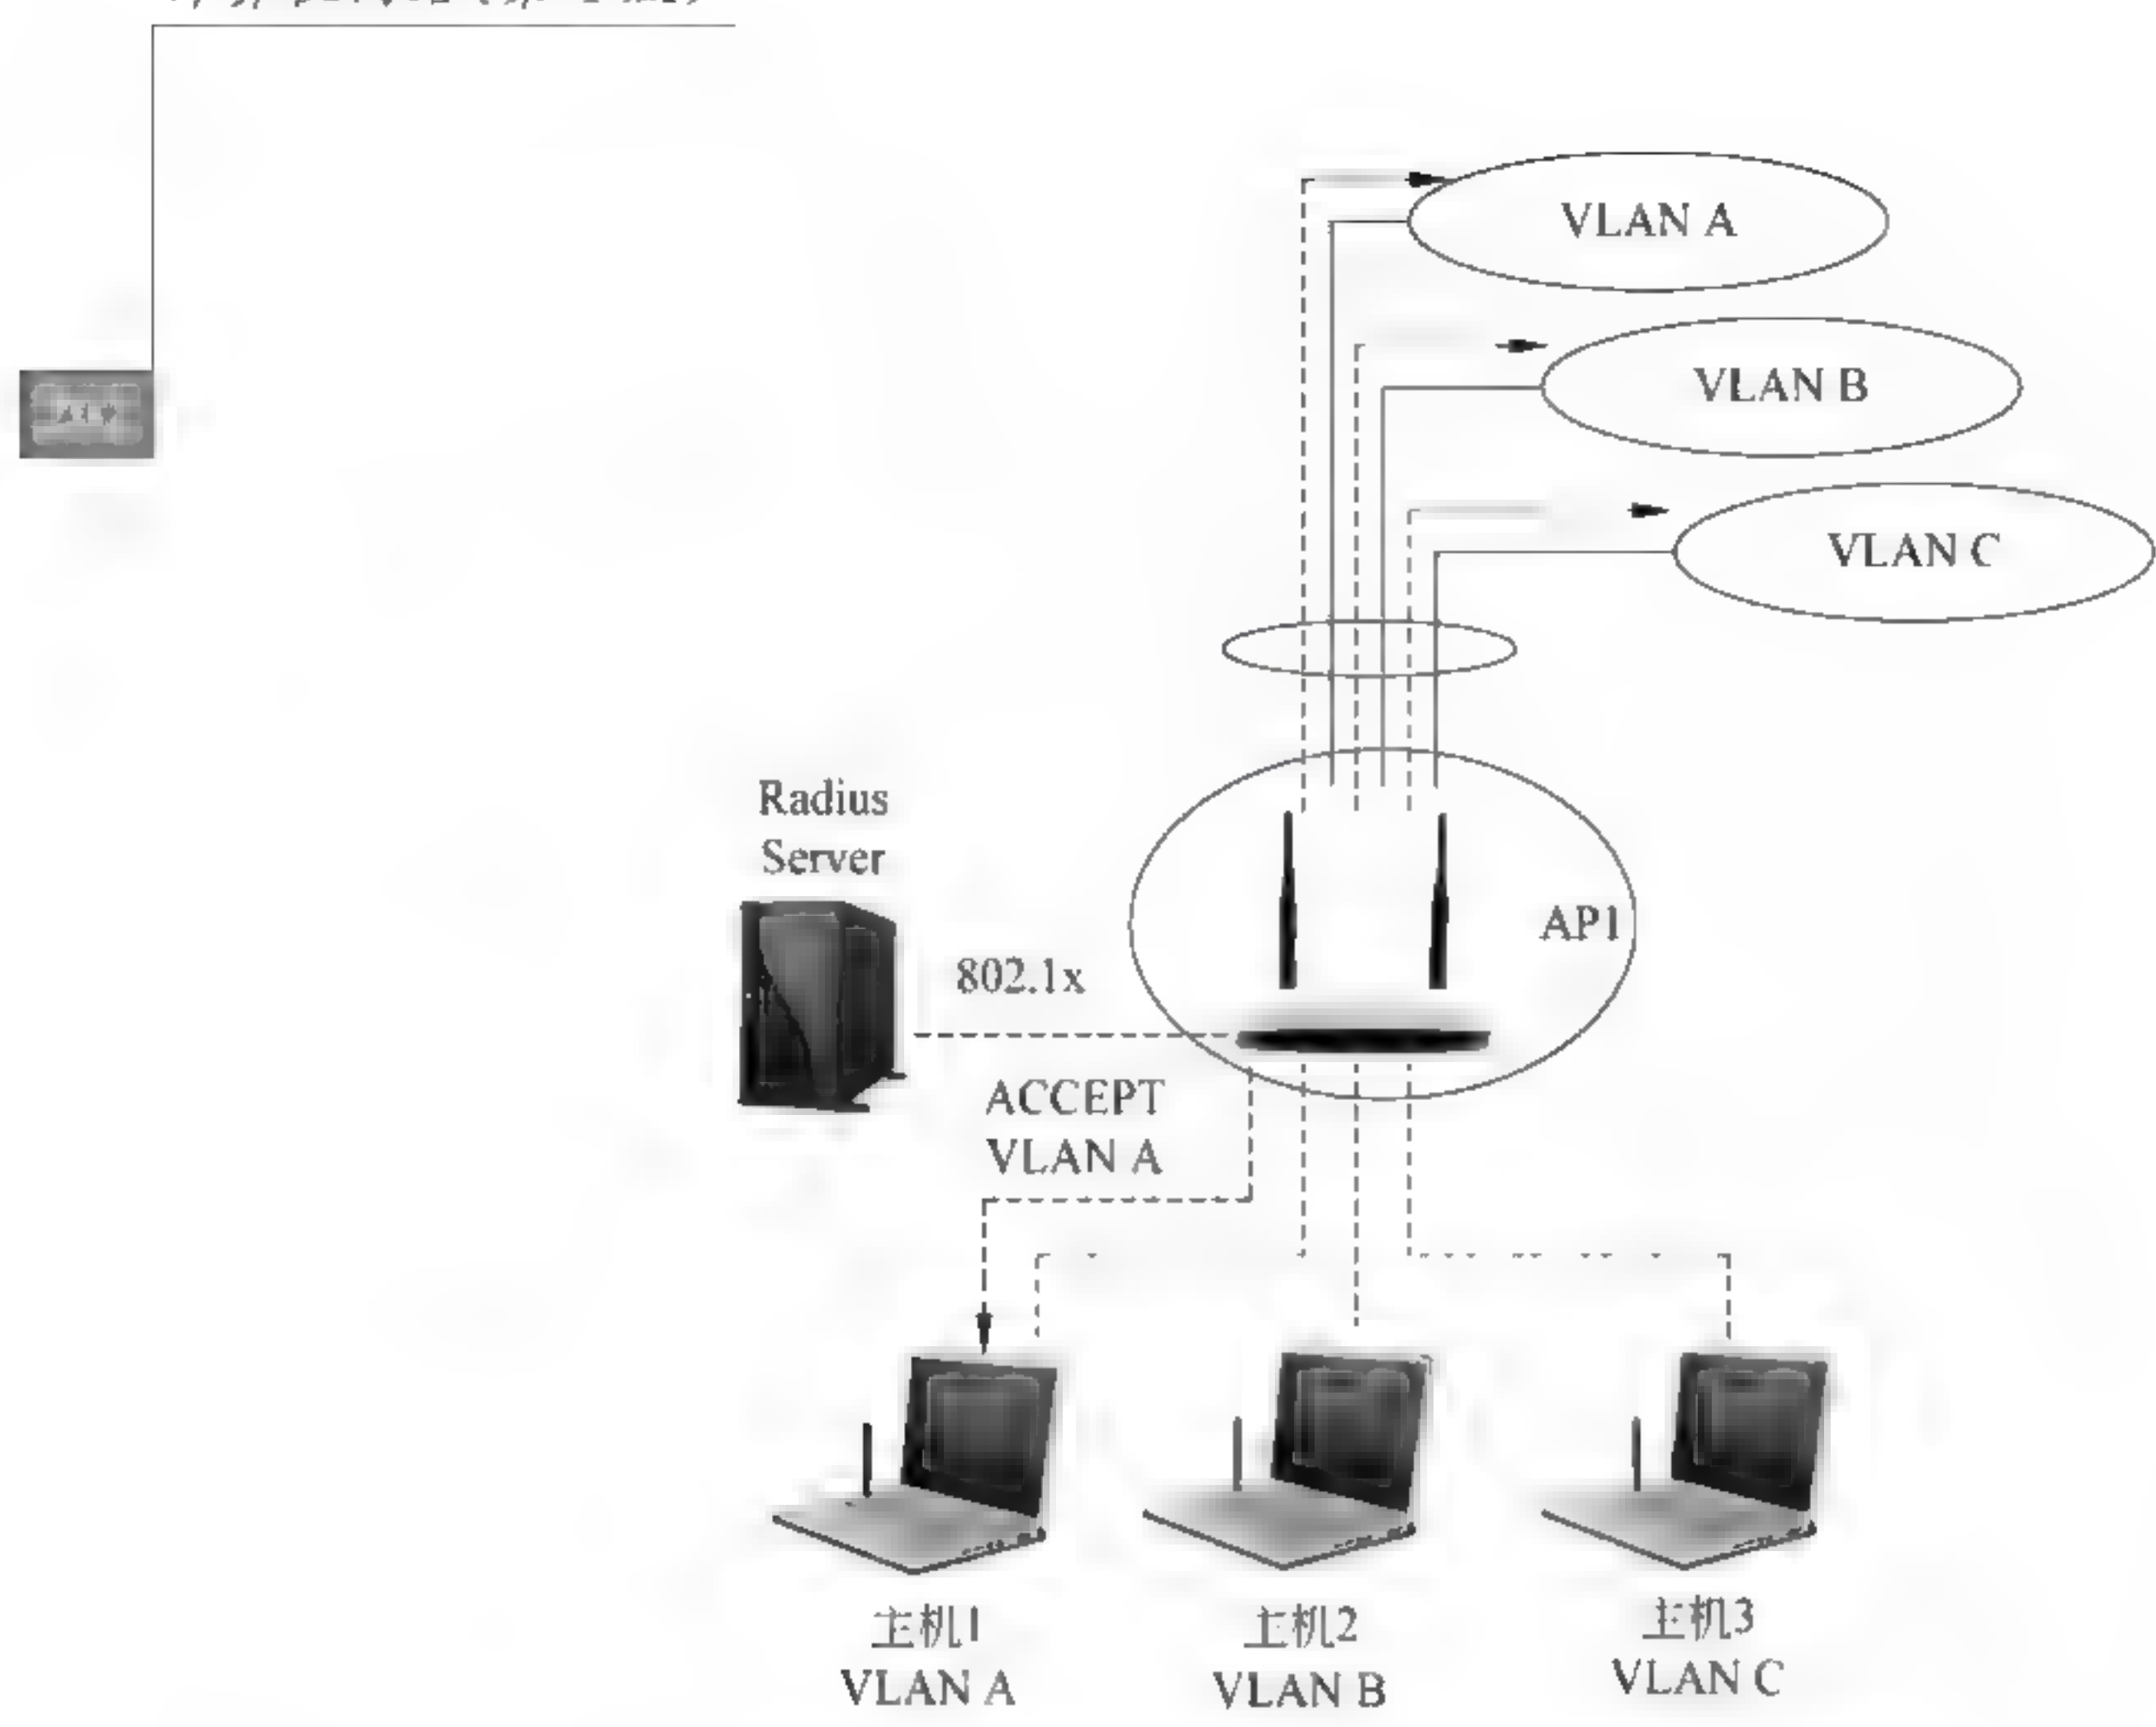 VLAN A
VLAN B
VLAN C
Radius
Server
AP1
802.1x
ACCEPT
VLAN A
主机1
VLAN A
主机2
VLAN B
主机3
VLAN C